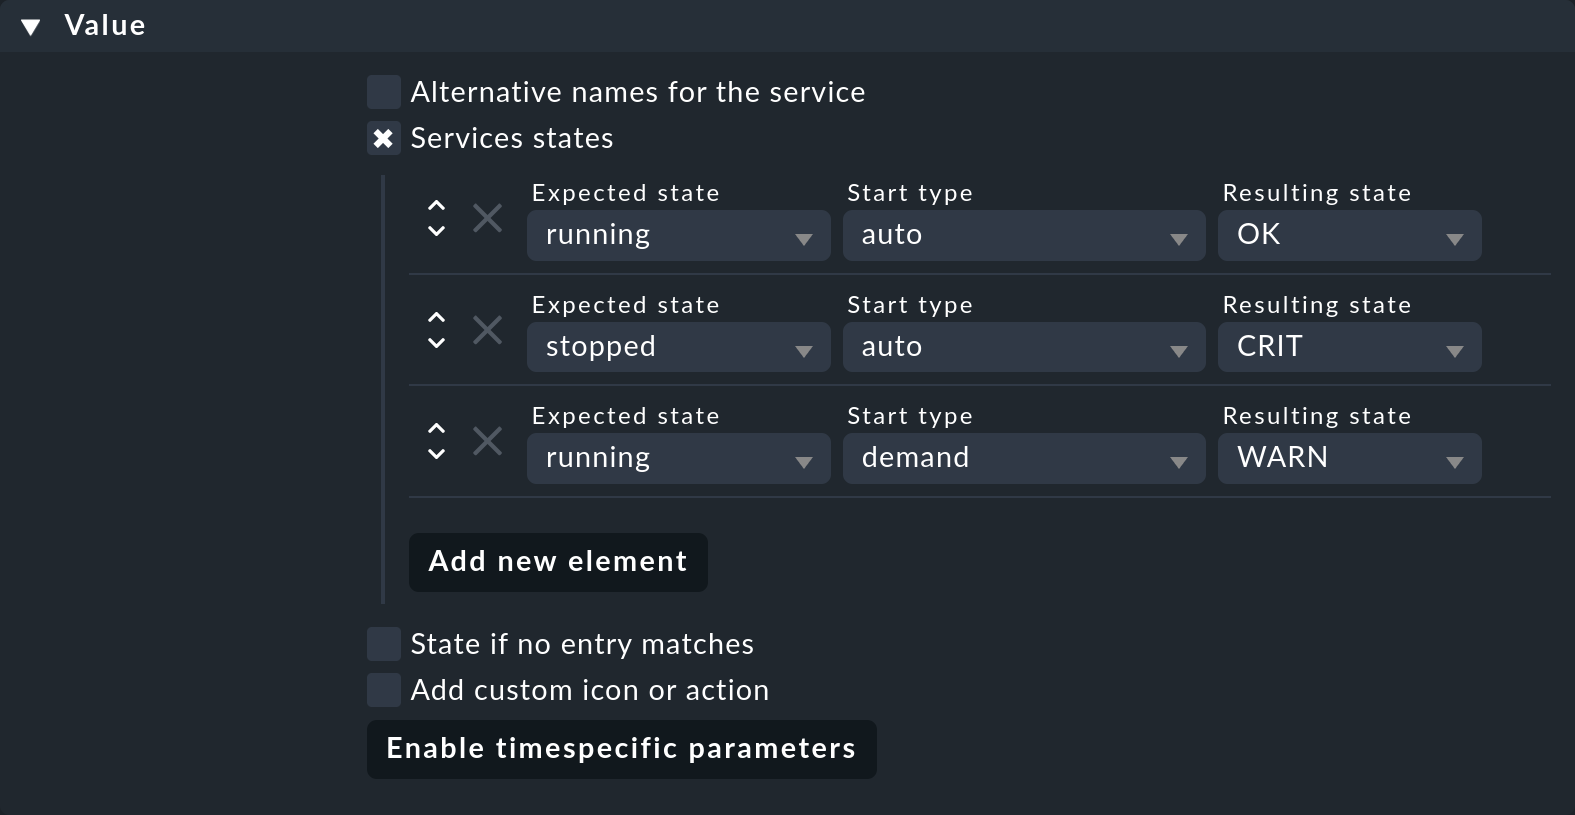 Value
Alternative names for the service
Services states
Expected state Start type Resulting state
running auto OK
Expected state Start type Resulting state
stopped auto CRIT
Expected state Start type Resulting state
running demand WARN
Add new element
State if no entry matches
Add custom icon or action
Enable timespecific parameters